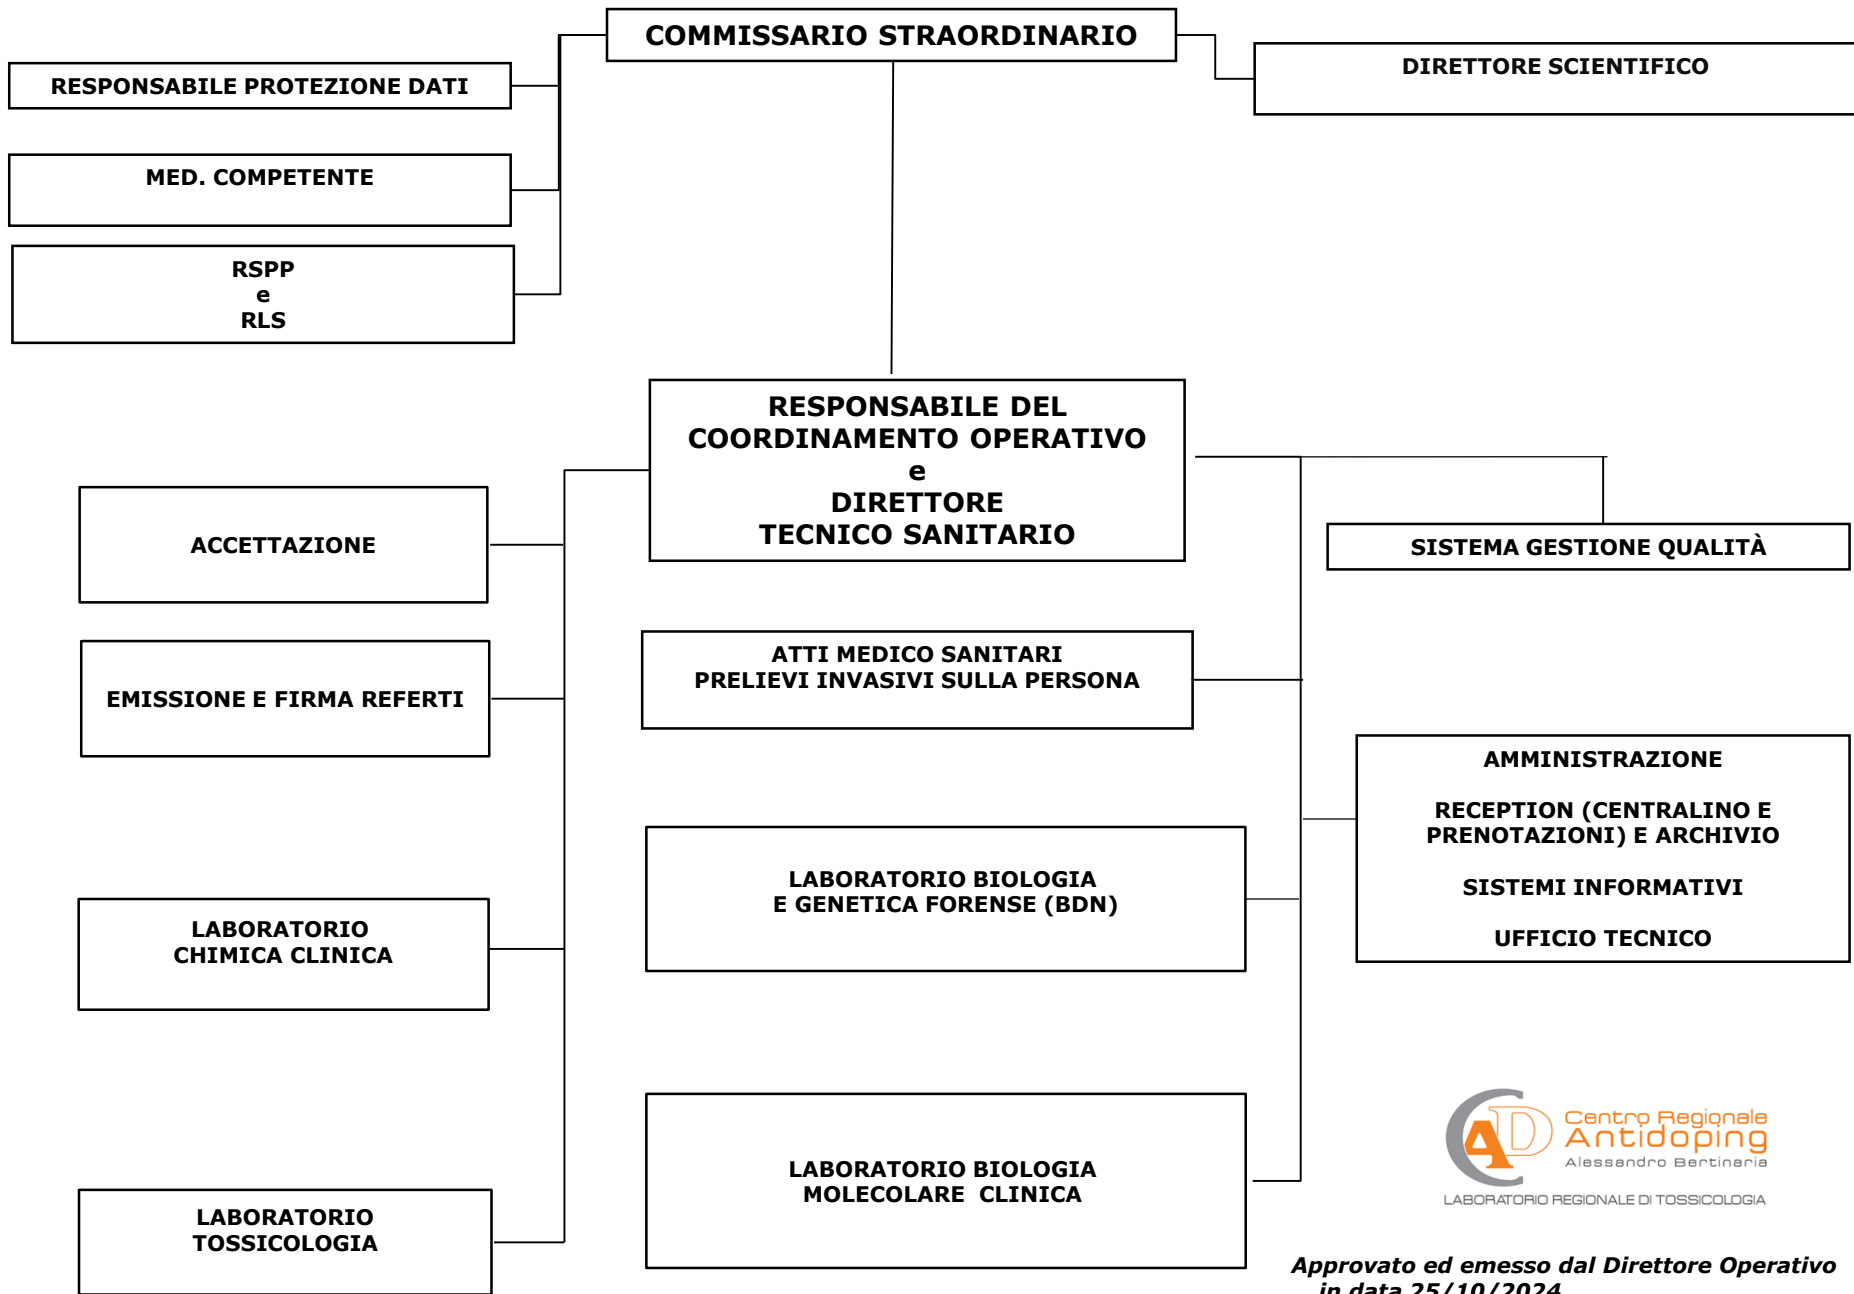 COMMISSARIO STRAORDINARIO
DIRETTORE SCIENTIFICO
RESPONSABILE PROTEZIONE DATI
MED. COMPETENTE
RSPP
e
RLS
RESPONSABILE DEL
COORDINAMENTO OPERATIVO
e
DIRETTORE
TECNICO SANITARIO
ACCETTAZIONE
SISTEMA GESTIONE QUALITÀ
EMISSIONE E FIRMA REFERTI
ATTI MEDICO SANITARI
PRELIEVI INVASIVI SULLA PERSONA
AMMINISTRAZIONE
RECEPTION (CENTRALINO E
PRENOTAZIONI) E ARCHIVIO
SISTEMI INFORMATIVI
UFFICIO TECNICO
LABORATORIO BIOLOGIA
E GENETICA FORENSE (BDN)
LABORATORIO
CHIMICA CLINICA
LABORATORIO BIOLOGIA
MOLECOLARE CLINICA
LABORATORIO
TOSSICOLOGIA
CAD
Centro Regionale
Antidoping
Alessandro Bertinaria
LABORATORIO REGIONALE DI TOSSICOLOGIA
Approvato ed emesso dal Direttore Operativo
in data 25/10/2024